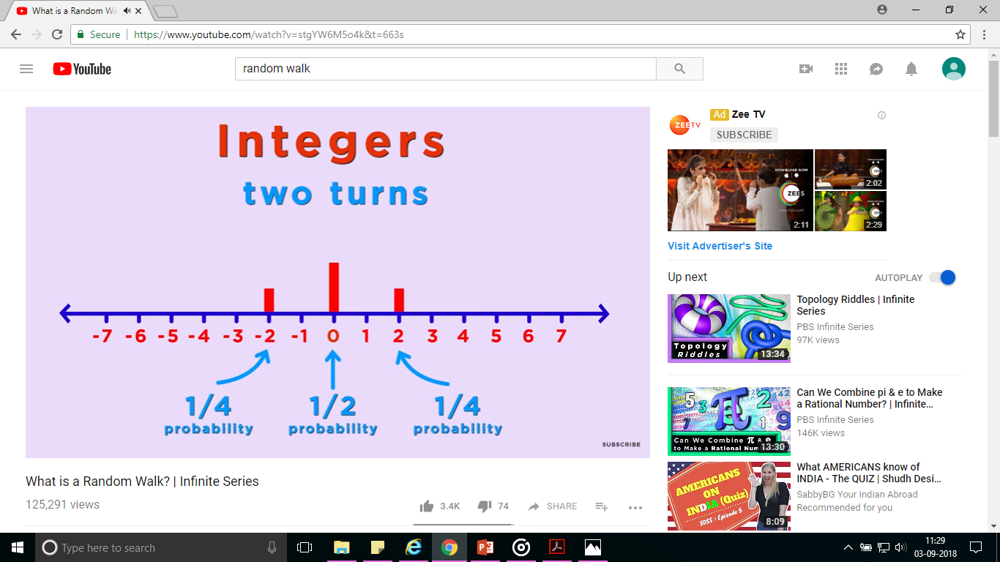 What is a Random Wa
Secure
https://www.youtube.com/watch?v=stgYW6M5o4k&t=663s
YouTube
random walk
Integers
two turns
-7 -6 -5 -4 -3 -2 -1 0 1 2 3 4 5 6 7
1/4 1/2 1/4
probability probability probability
SUBSCRIBE
What is a Random Walk? | Infinite Series
125,291 views
3.4K 74 SHARE
ZEE TV
Ad Zee TV
SUBSCRIBE
DOWNLOAD NOW
ZEE5
2:11
2:02
2:29
Visit Advertiser's Site
Up next
AUTOPLAY
Topology
Riddles
13:34
Topology Riddles | Infinite
Series
PBS Infinite Series
97K views
Can We Combine π & e
to Make a Rational Num
13:30
Can We Combine pi & e to Make
a Rational Number? | Infinite...
PBS Infinite Series
146K views
AMERICANS
ON
INDIA (Quiz)
SDSS : Episode 5
8:09
What AMERICANS know of
INDIA - The QUIZ | Shudh Desi...
SabbyBG Your Indian Abroad
Recommended for you
Type here to search
11:29
03-09-2018